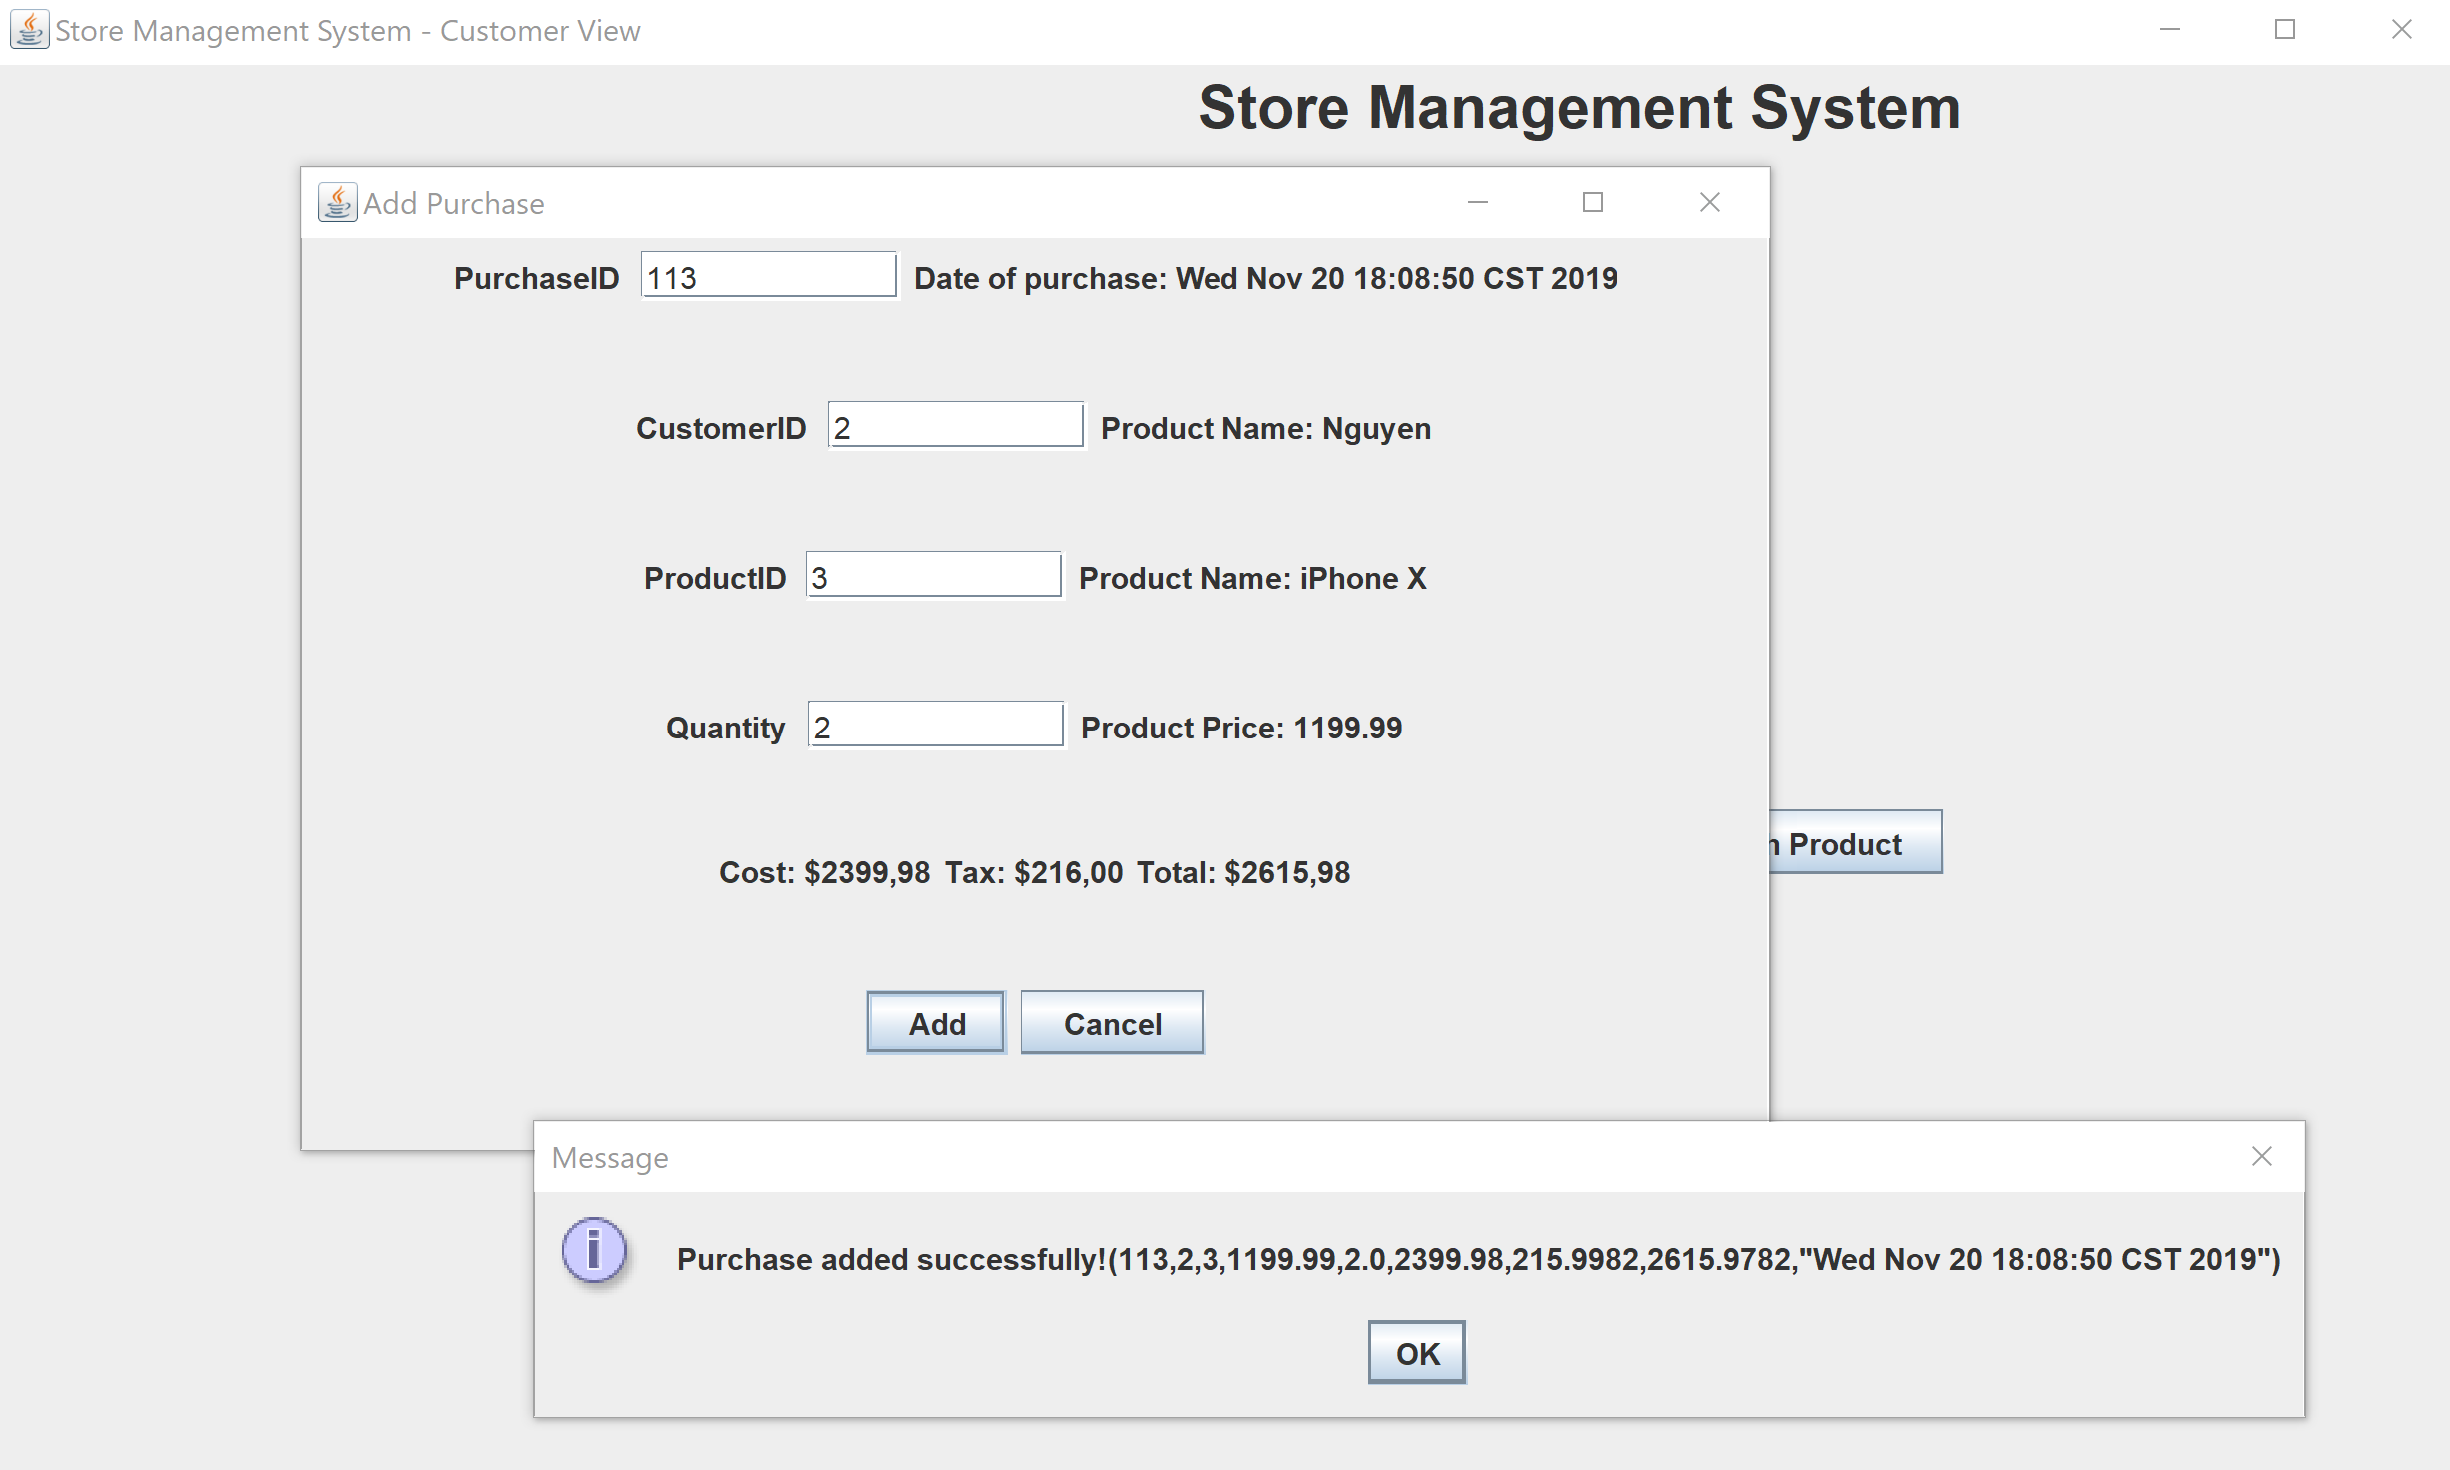 Store Management System - Customer View
Store Management System
Add Purchase
PurchaseID 113 Date of purchase: Wed Nov 20 18:08:50 CST 2019
CustomerID 2 Product Name: Nguyen
ProductID 3 Product Name: iPhone X
Quantity 2 Product Price: 1199.99
n Product
Cost: $2399,98 Tax: $216,00 Total: $2615,98
Add Cancel
Message
Purchase added successfully!(113,2,3,1199.99,2.0,2399.98,215.9982,2615.9782,"Wed Nov 20 18:08:50 CST 2019")
OK